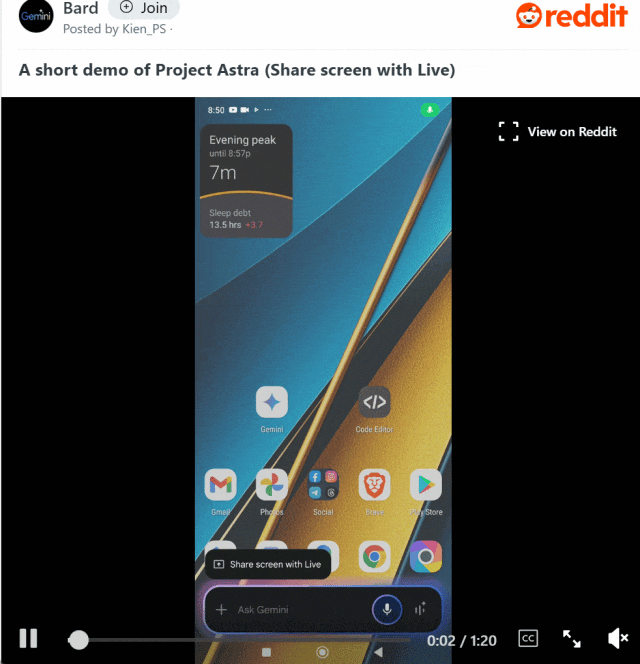 Gemini
Bard
Join
Posted by Kien_PS ·
reddit
A short demo of Project Astra (Share screen with Live)
8:50
View on Reddit
Evening peak
until 8:57p
7m
Sleep debt
13.5 hrs +3.7
Gemini
</>
Code Editor
Gmail
Photos
Social
Brave
Play Store
Share screen with Live
Ask Gemini
0:02 / 1:20
CC